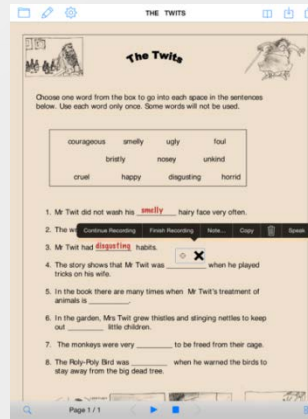 THE TWITS
The Twits
Choose one word from the box to go into each space in the sentences
below. Use each word only once. Some words will not be used.
courageous smelly ugly foul
bristly nosey unkind
cruel happy disgusting horrid
1. Mr Twit did not wash his smelly hairy face very often.
2. The
Continue Recording Finish Recording Note... Copy Speak
3. Mr Twit had disgusting habits.
4. The story shows that Mr Twit was ________ when he played
tricks on his wife.
5. In the book there are many times when Mr Twit's treatment of
animals is ________.
6. In the garden, Mrs Twit grew thistles and stinging nettles to keep
out ________ little children.
7. The monkeys were very ________ to be freed from their cage.
8. The Roly-Poly Bird was ________ when he warned the birds to
stay away from the big dead tree.
Page 1 / 1